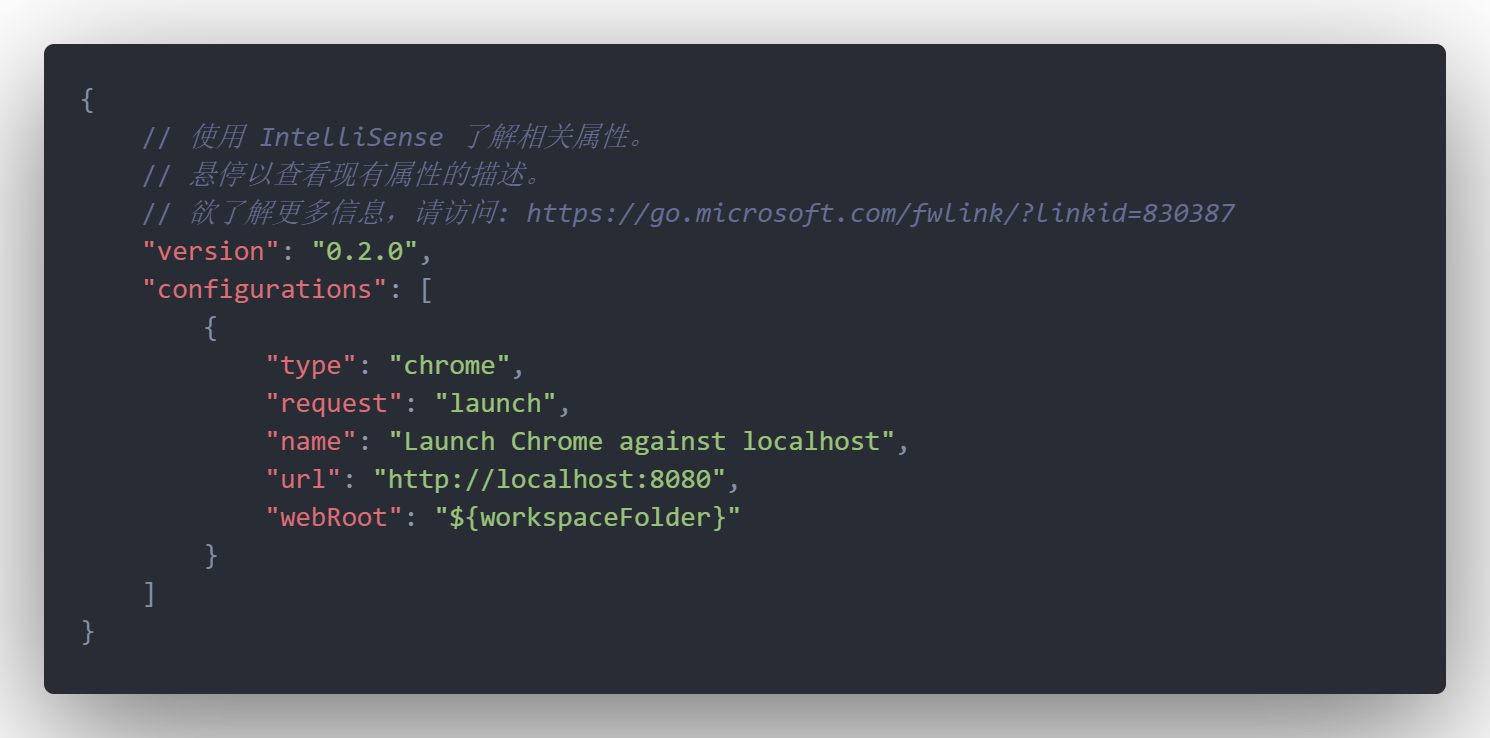 {
    // 使用 IntelliSense 了解相关属性。
    // 悬停以查看现有属性的描述。
    // 欲了解更多信息，请访问: https://go.microsoft.com/fwlink/?linkid=830387
    "version": "0.2.0",
    "configurations": [
        {
            "type": "chrome",
            "request": "launch",
            "name": "Launch Chrome against localhost",
            "url": "http://localhost:8080",
            "webRoot": "${workspaceFolder}"
        }
    ]
}